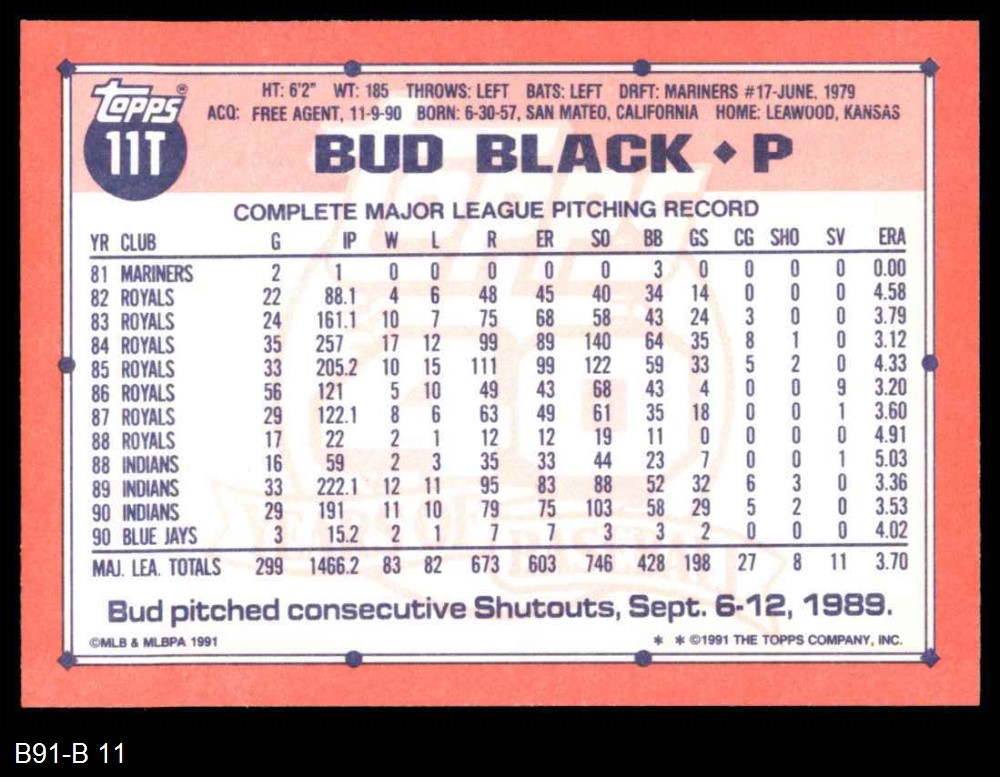 Topps®
11T
HT: 6'2" WT: 185 THROWS: LEFT BATS: LEFT DRFT: MARINERS #17-JUNE, 1979
ACQ: FREE AGENT, 11-9-90 BORN: 6-30-57, SAN MATEO, CALIFORNIA HOME: LEAWOOD, KANSAS
BUD BLACK ◆ P
COMPLETE MAJOR LEAGUE PITCHING RECORD
YR CLUB G IP W L R ER SO BB GS CG SHO SV ERA
81 MARINERS 2 1 0 0 0 0 0 3 0 0 0 0 0.00
82 ROYALS 22 88.1 4 6 48 45 40 34 14 0 0 0 4.58
83 ROYALS 24 161.1 10 7 75 68 58 43 24 3 0 0 3.79
84 ROYALS 35 257 17 12 99 89 140 64 35 8 1 0 3.12
85 ROYALS 33 205.2 10 15 111 99 122 59 33 5 2 0 4.33
86 ROYALS 56 121 5 10 49 43 68 43 4 0 0 9 3.20
87 ROYALS 29 122.1 8 6 63 49 61 35 18 0 0 1 3.60
88 ROYALS 17 22 2 1 12 12 19 11 0 0 0 0 4.91
88 INDIANS 16 59 2 3 35 33 44 23 7 0 0 1 5.03
89 INDIANS 33 222.1 12 11 95 83 88 52 32 6 3 0 3.36
90 INDIANS 29 191 11 10 79 75 103 58 29 5 2 0 3.53
90 BLUE JAYS 3 15.2 2 1 7 7 3 3 2 0 0 0 4.02
MAJ. LEA. TOTALS 299 1466.2 83 82 673 603 746 428 198 27 8 11 3.70
Topps
40
YEARS OF BASEBALL
Bud pitched consecutive Shutouts, Sept. 6-12, 1989.
©MLB & MLBPA 1991 * * ©1991 THE TOPPS COMPANY, INC.
B91-B 11